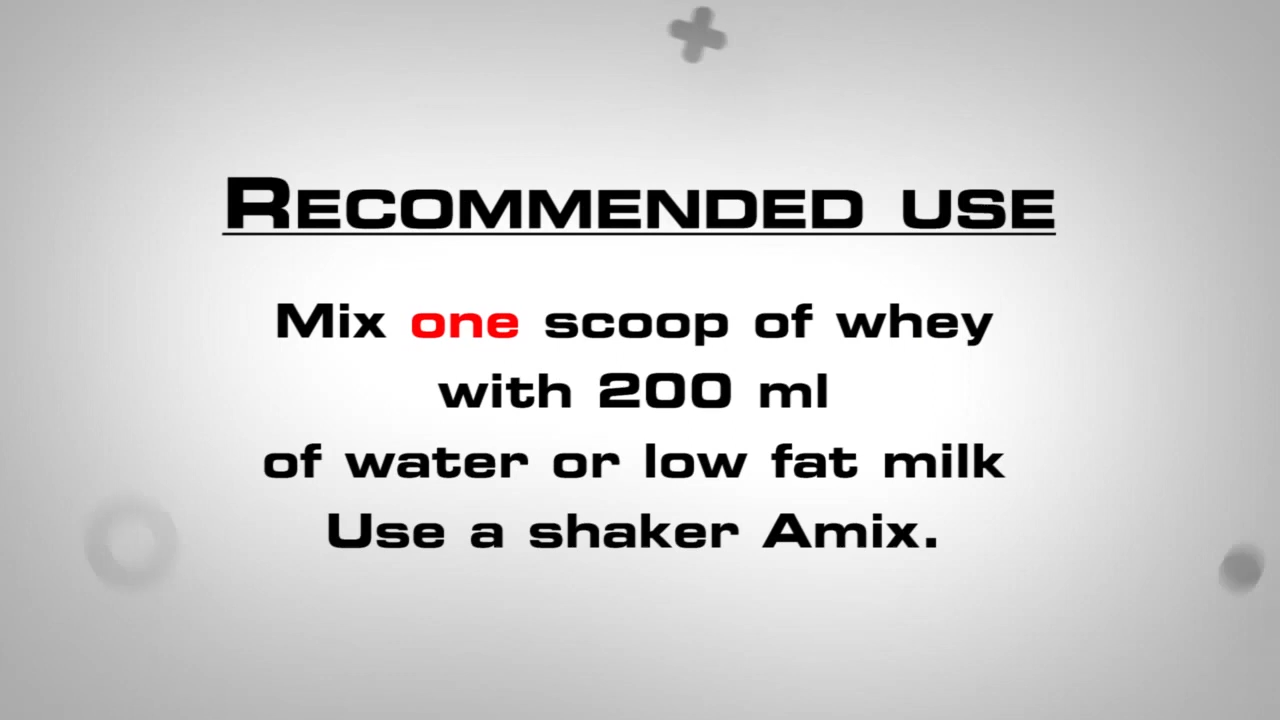 Recommended use
Mix one scoop of whey
with 200 ml
of water or low fat milk
Use a shaker Amix.